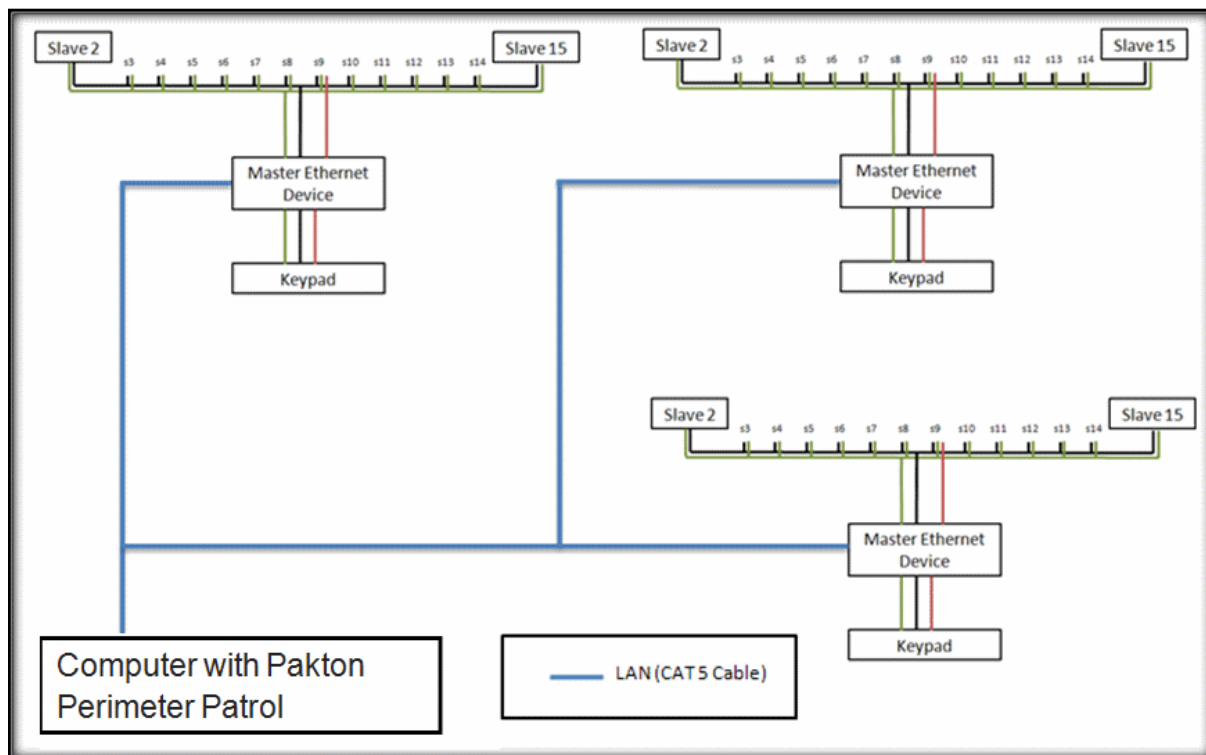 Slave 2
Slave 15
s3 s4 s5 s6 s7 s8 s9 s10 s11 s12 s13 s14
Master Ethernet
Device
Keypad
Slave 2
Slave 15
s3 s4 s5 s6 s7 s8 s9 s10 s11 s12 s13 s14
Master Ethernet
Device
Keypad
Slave 2
Slave 15
s3 s4 s5 s6 s7 s8 s9 s10 s11 s12 s13 s14
Master Ethernet
Device
Keypad
Computer with Pakton
Perimeter Patrol
LAN (CAT 5 Cable)